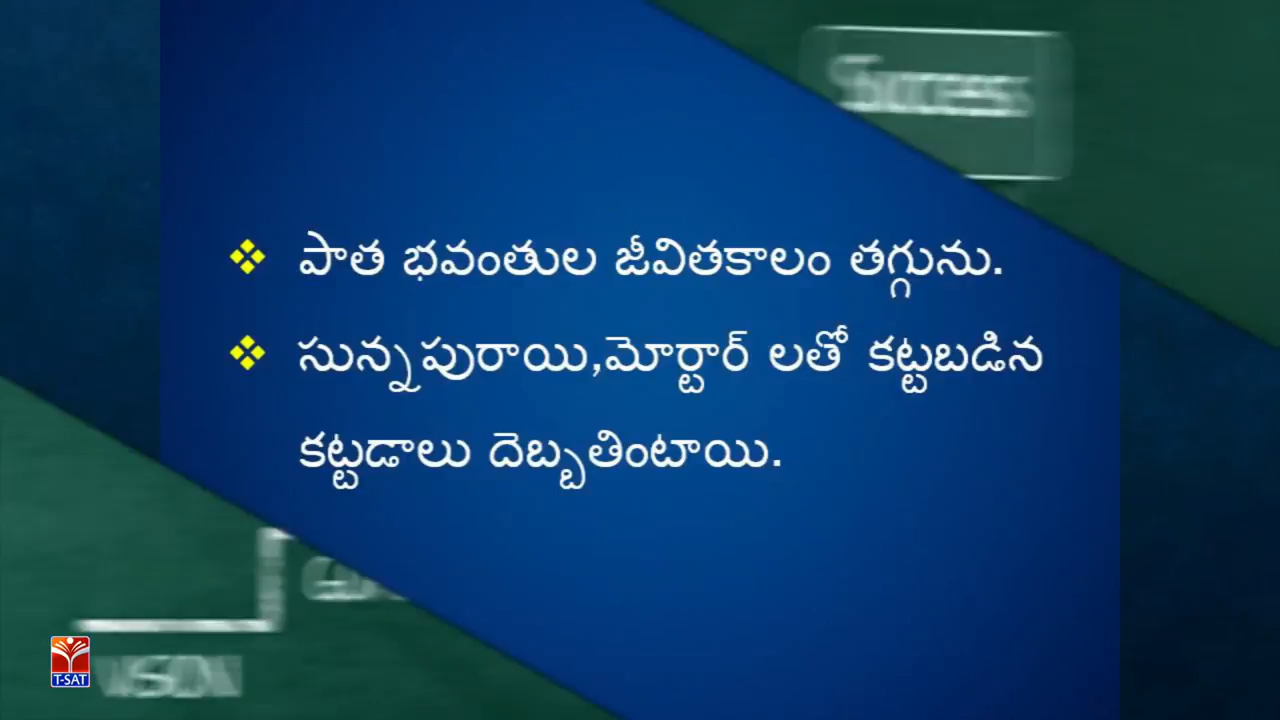 Success
❖ పాత భవంతుల జీవితకాలం తగ్గును.
❖ సున్నపురాయి,మోర్టార్ లతో కట్టబడిన
కట్టడాలు దెబ్బతింటాయి.
T-SAT